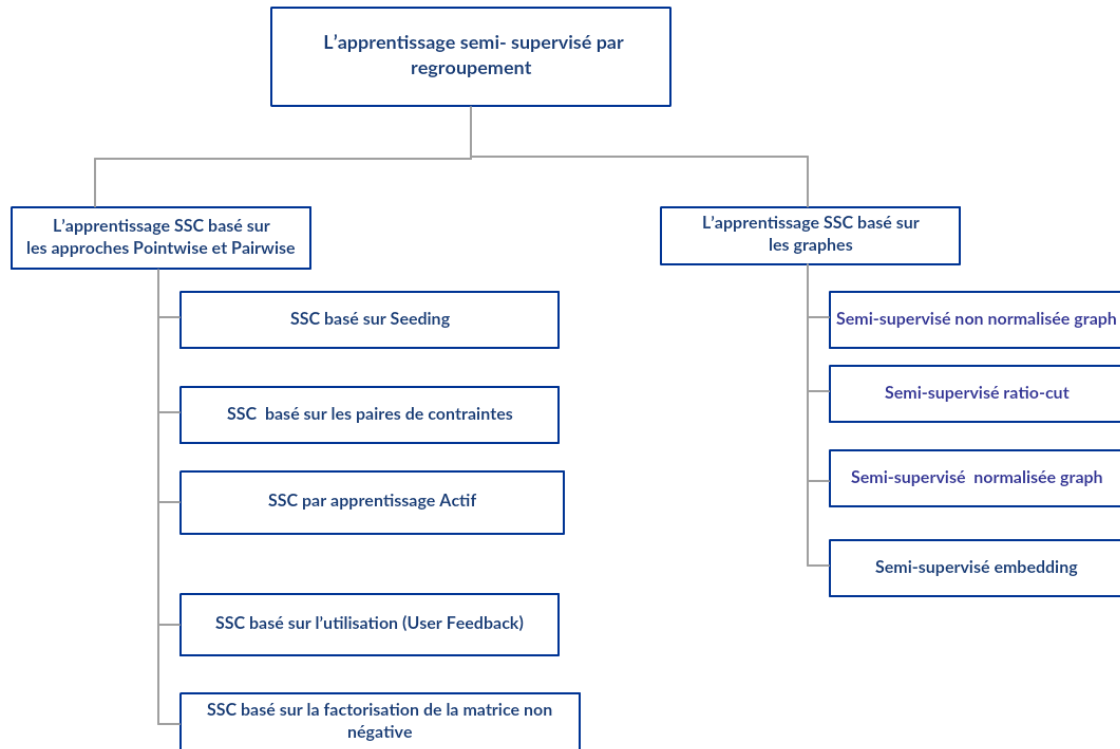 L'apprentissage semi- supervisé par
regroupement
L'apprentissage SSC basé sur
les approches Pointwise et Pairwise
SSC basé sur Seeding
SSC  basé sur les paires de contraintes
SSC par apprentissage Actif
SSC basé sur l'utilisation (User Feedback)
SSC basé sur la factorisation de la matrice non
négative
L'apprentissage SSC basé sur
les graphes
Semi-supervisé non normalisée graph
Semi-supervisé ratio-cut
Semi-supervisé  normalisée graph
Semi-supervisé embedding